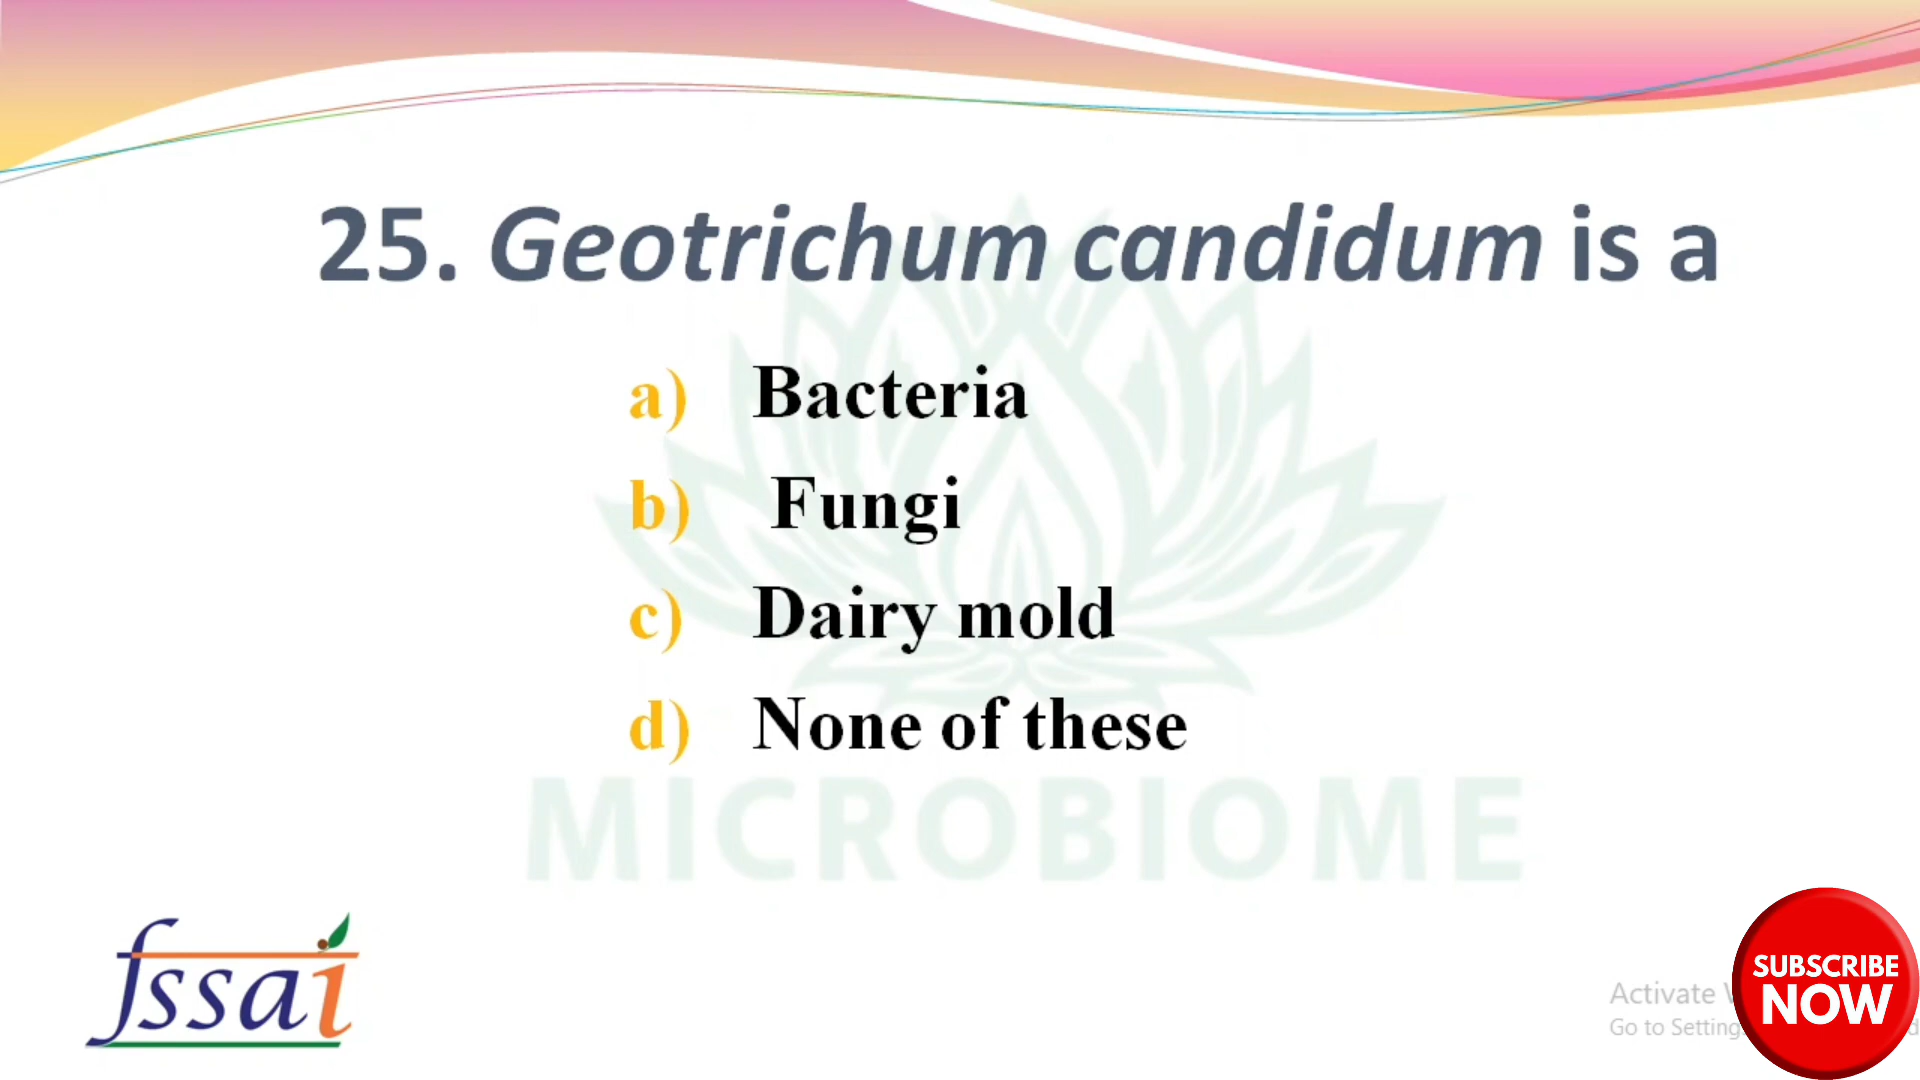 25. Geotrichum candidum is a
a) Bacteria
b) Fungi
c) Dairy mold
d) None of these
MICROBIOME
fssai
Activate
Go to Setting
SUBSCRIBE
NOW